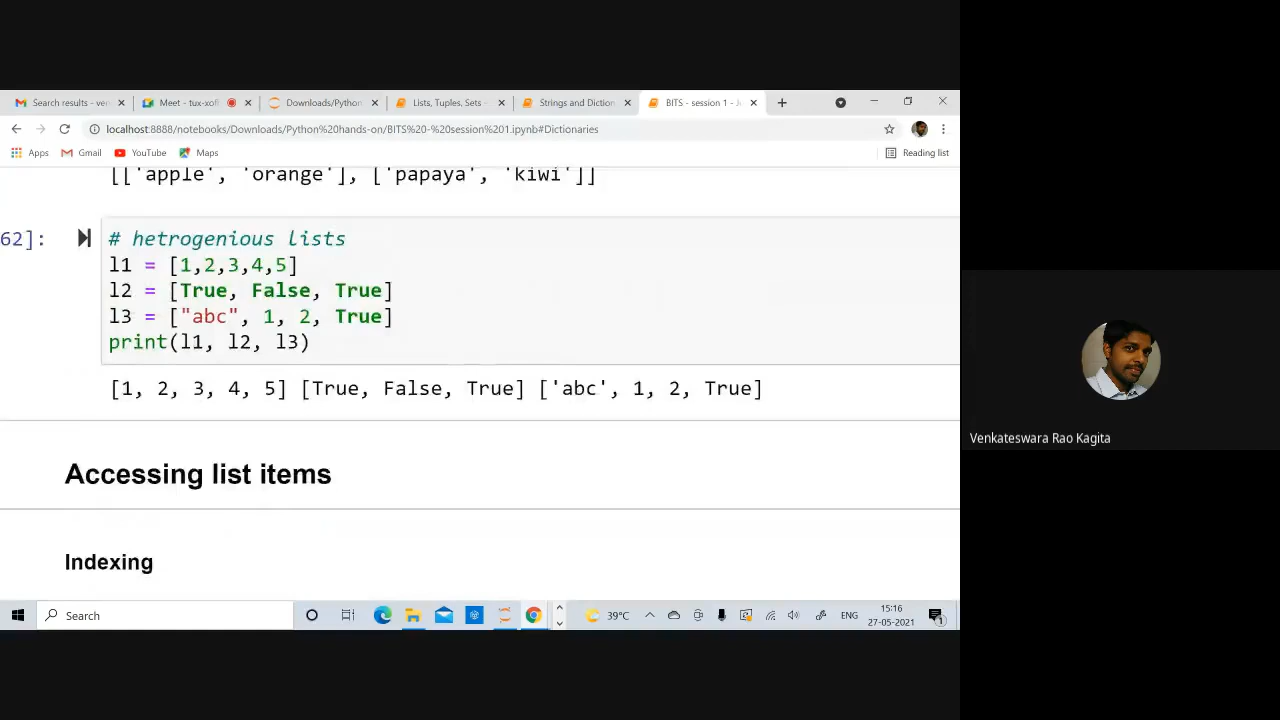 Search results - ve
Meet - tux-xof
Downloads/Python
Lists, Tuples, Sets -
Strings and Diction
BITS - session 1 - J
localhost:8888/notebooks/Downloads/Python%20hands-on/BITS%20-%20session%201.ipynb#Dictionaries
Apps
Gmail
YouTube
Maps
Reading list
[['apple', 'orange'], ['papaya', 'kiwi']]
62]:
# hetrogenious lists
l1 = [1,2,3,4,5]
l2 = [True, False, True]
l3 = ["abc", 1, 2, True]
print(l1, l2, l3)
[1, 2, 3, 4, 5] [True, False, True] ['abc', 1, 2, True]
Accessing list items
Indexing
Venkateswara Rao Kagita
Search
39°C
ENG
15:16
27-05-2021
1